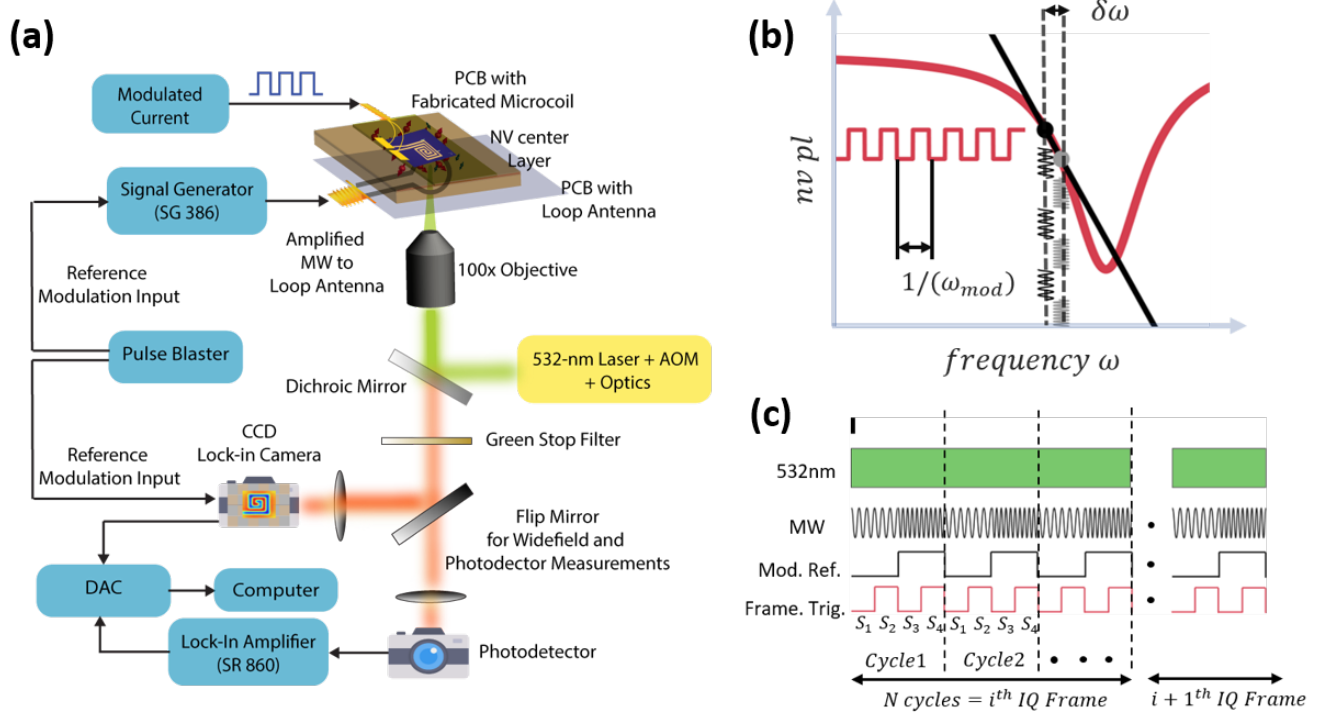 (a)
Modulated
Current
PCB with
Fabricated Microcoil
NV center
Layer
Signal Generator
(SG 386)
PCB with
Loop Antenna
Amplified
MW to
Loop Antenna
100x Objective
Reference
Modulation Input
Pulse Blaster
532-nm Laser + AOM
+ Optics
Dichroic Mirror
Green Stop Filter
CCD
Lock-in Camera
Reference
Modulation Input
Flip Mirror
for Widefield and
Photodector Measurements
DAC
Computer
Lock-In Amplifier
(SR 860)
Photodetector
(b)
δω
pl au
1/(ω_mod)
frequency ω
(c)
532nm
MW
Mod. Ref.
Frame. Trig.
S₁ S₂ S₃ S₄ S₁ S₂ S₃ S₄
Cycle1 Cycle2 • • •
N cycles = iᵗʰ IQ Frame
i + 1ᵗʰ IQ Frame